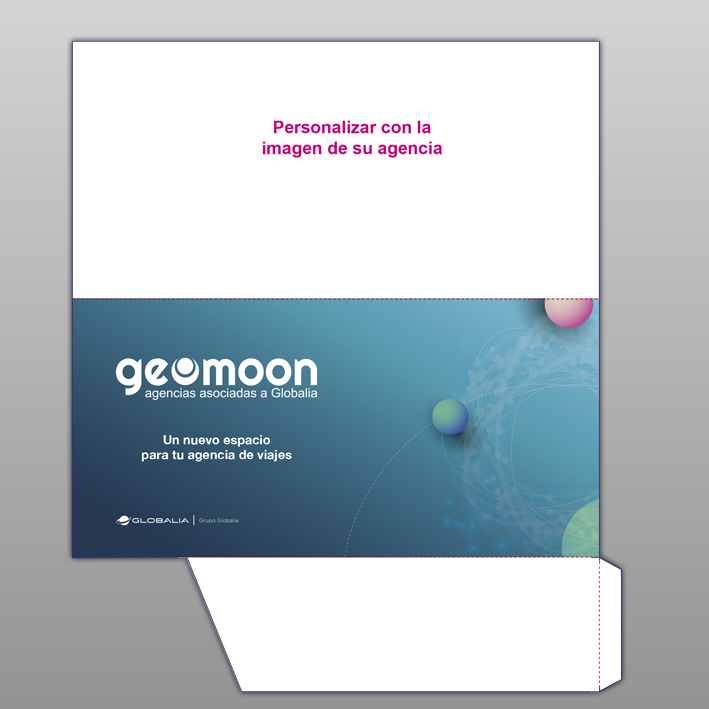 Personalizar con la
imagen de su agencia
geomoon
agencias asociadas a Globalia
Un nuevo espacio
para tu agencia de viajes
GLOBALIA | Grupo Globalia